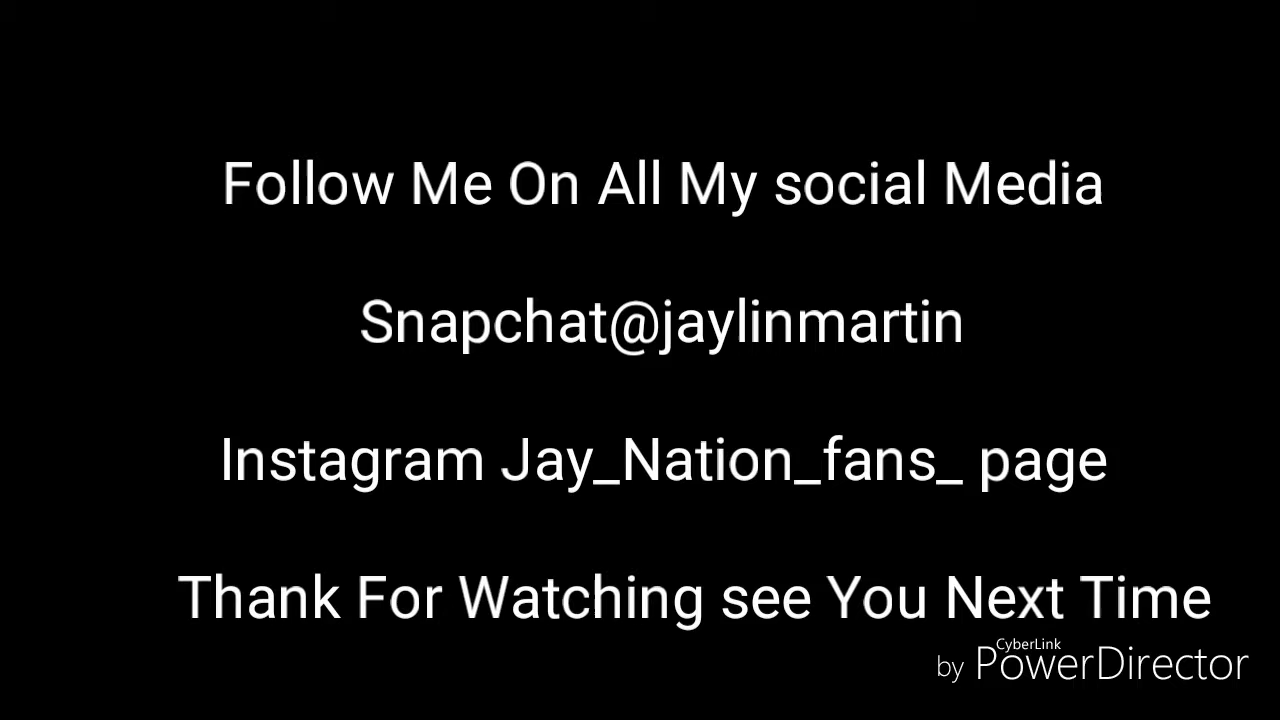 Follow Me On All My social Media
Snapchat@jaylinmartin
Instagram Jay_Nation_fans_ page
Thank For Watching see You Next Time
CyberLink
by PowerDirector